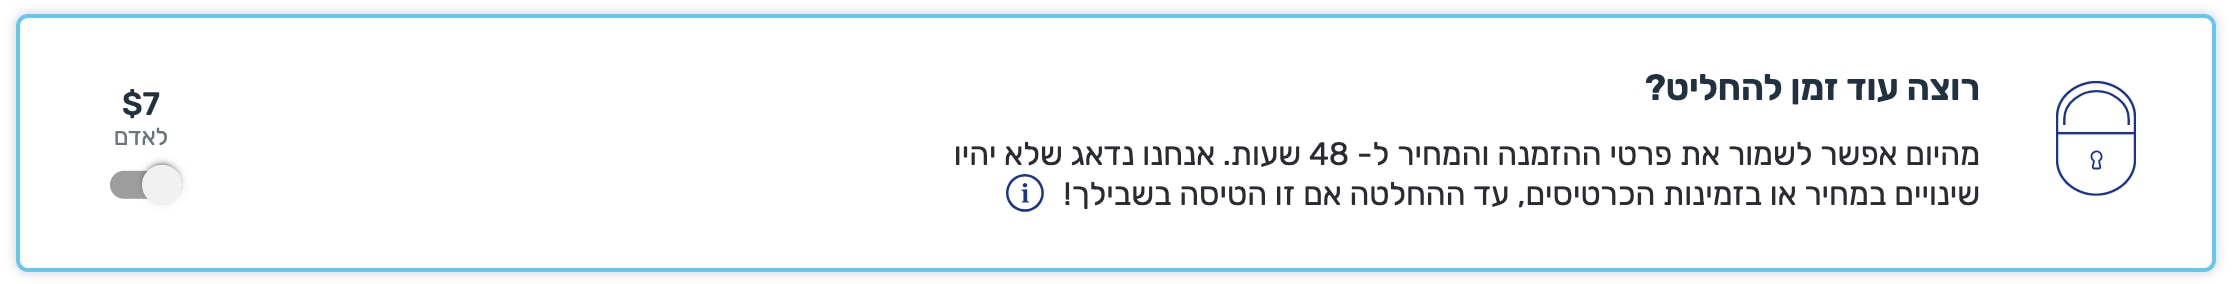 רוצה עוד זמן להחליט?
מהיום אפשר לשמור את פרטי ההזמנה והמחיר ל- 48 שעות. אנחנו נדאג שלא יהיו
שינויים במחיר או בזמינות הכרטיסים, עד ההחלטה אם זו הטיסה בשבילך!
$7
לאדם